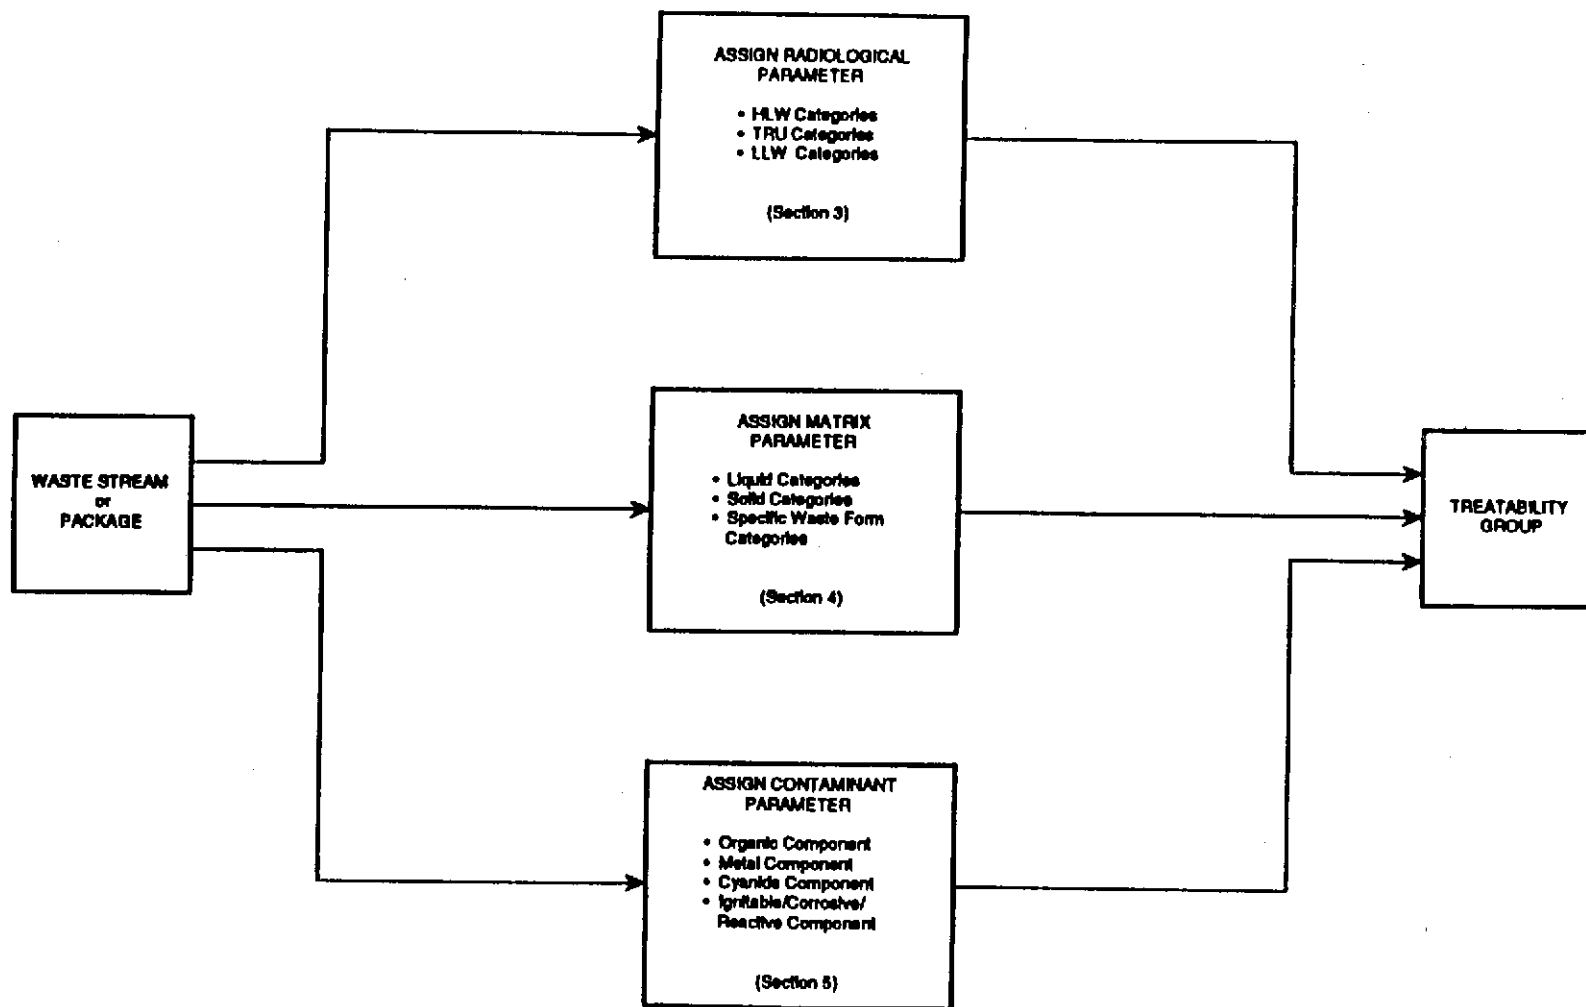 ASSIGN RADIOLOGICAL
PARAMETER
• HLW Categories
• TRU Categories
• LLW Categories
(Section 3)
WASTE STREAM
or
PACKAGE
ASSIGN MATRIX
PARAMETER
• Liquid Categories
• Solid Categories
• Specific Waste Form
Categories
(Section 4)
TREATABILITY
GROUP
ASSIGN CONTAMINANT
PARAMETER
• Organic Component
• Metal Component
• Cyanide Component
• Ignitable/Corrosive/
Reactive Component
(Section 5)